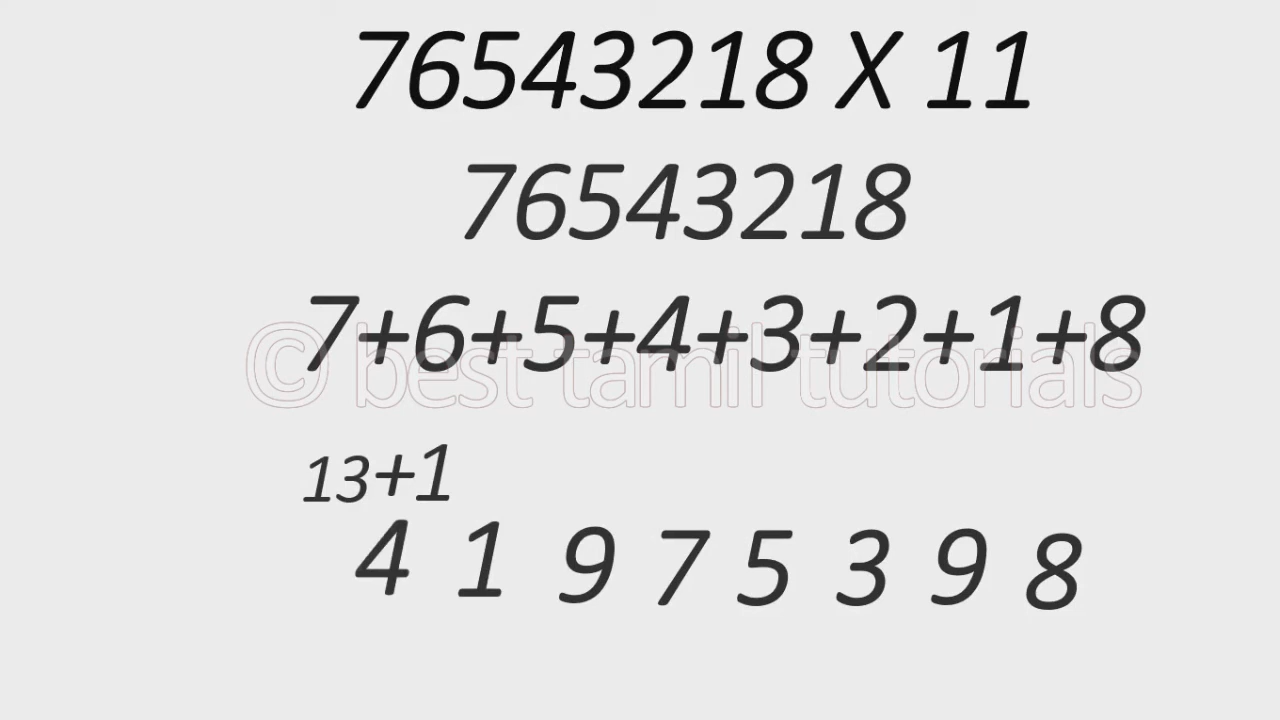 76543218 X 11
76543218
7+6+5+4+3+2+1+8
© best tamil tutorials
13+1
4 1 9 7 5 3 9 8